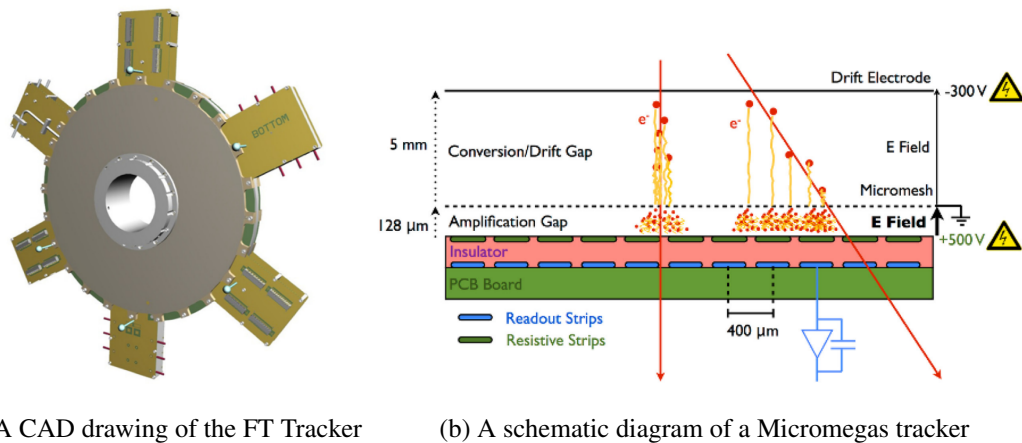 BOTTOM
Drift Electrode
-300 V
e-
e-
5 mm
Conversion/Drift Gap
E Field
Micromesh
128 µm
Amplification Gap
E Field
+500 V
Insulator
PCB Board
Readout Strips
Resistive Strips
400 µm
A CAD drawing of the FT Tracker
(b) A schematic diagram of a Micromegas tracker